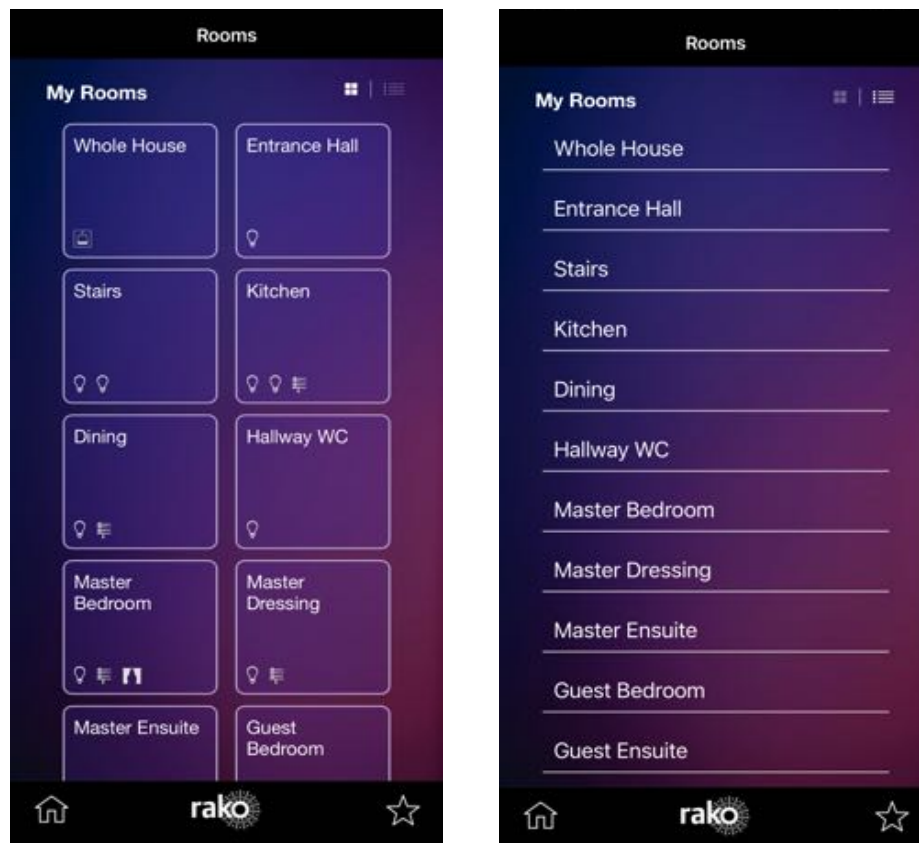 Rooms
My Rooms
Whole House
Entrance Hall
Stairs
Kitchen
Dining
Hallway WC
Master
Bedroom
Master
Dressing
Master Ensuite
Guest
Bedroom
rako
Rooms
My Rooms
Whole House
Entrance Hall
Stairs
Kitchen
Dining
Hallway WC
Master Bedroom
Master Dressing
Master Ensuite
Guest Bedroom
Guest Ensuite
rako